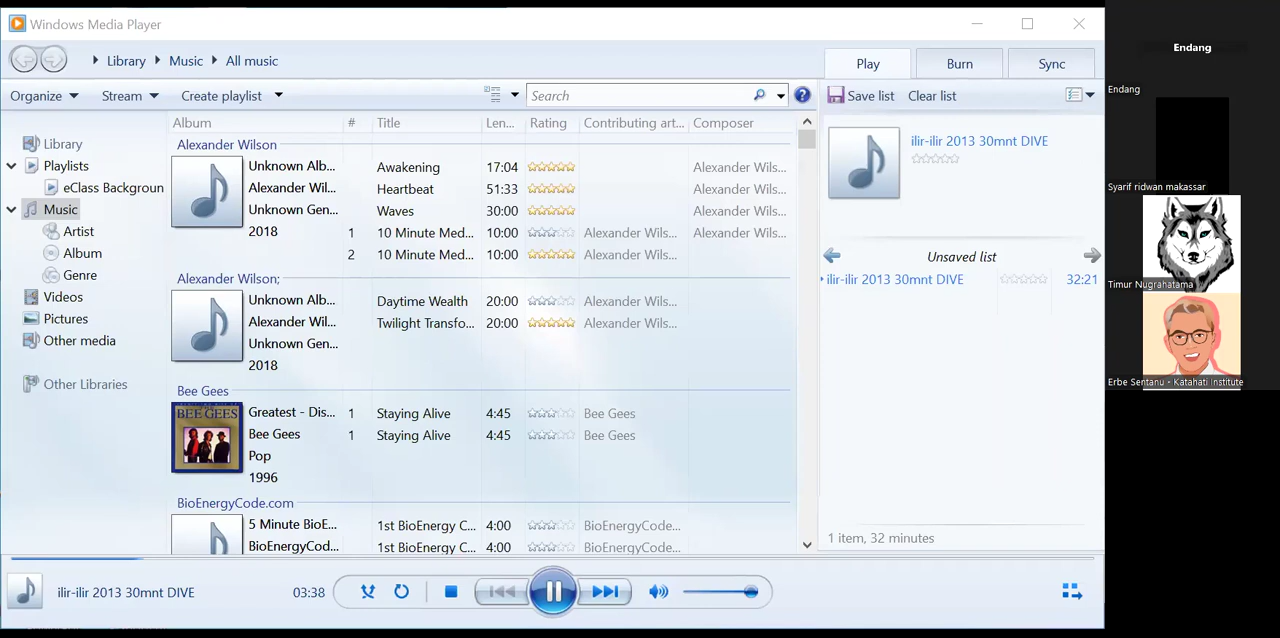 Windows Media Player
Library Music All music
Play Burn Sync
Organize Stream Create playlist Search Save list Clear list
Album # Title Len... Rating Contributing art... Composer
Library
Playlists
eClass Backgroun
Music
Artist
Album
Genre
Videos
Pictures
Other media
Other Libraries
Alexander Wilson
Unknown Alb... Awakening 17:04 Alexander Wils...
Alexander Wil... Heartbeat 51:33 Alexander Wils...
Unknown Gen... Waves 30:00 Alexander Wils...
2018 1 10 Minute Med... 10:00 Alexander Wils... Alexander Wils...
2 10 Minute Med... 10:00 Alexander Wils...
Alexander Wilson;
Unknown Alb... Daytime Wealth 20:00 Alexander Wils...
Alexander Wil... Twilight Transfo... 20:00 Alexander Wils...
Unknown Gen...
2018
Bee Gees
BEE GEES
Greatest - Dis... 1 Staying Alive 4:45 Bee Gees
Bee Gees 1 Staying Alive 4:45 Bee Gees
Pop
1996
BioEnergyCode.com
5 Minute BioE... 1st BioEnergy C... 4:00 BioEnergyCode...
BioEnergyCod... 1st BioEnergy C... 4:00 BioEnergyCode...
ilir-ilir 2013 30mnt DIVE
Unsaved list
ilir-ilir 2013 30mnt DIVE 32:21
1 item, 32 minutes
ilir-ilir 2013 30mnt DIVE 03:38
Endang
Endang
Syarif ridwan makassar
Timur Nugrahatama
Erbe Sentanu - Katahati Institute